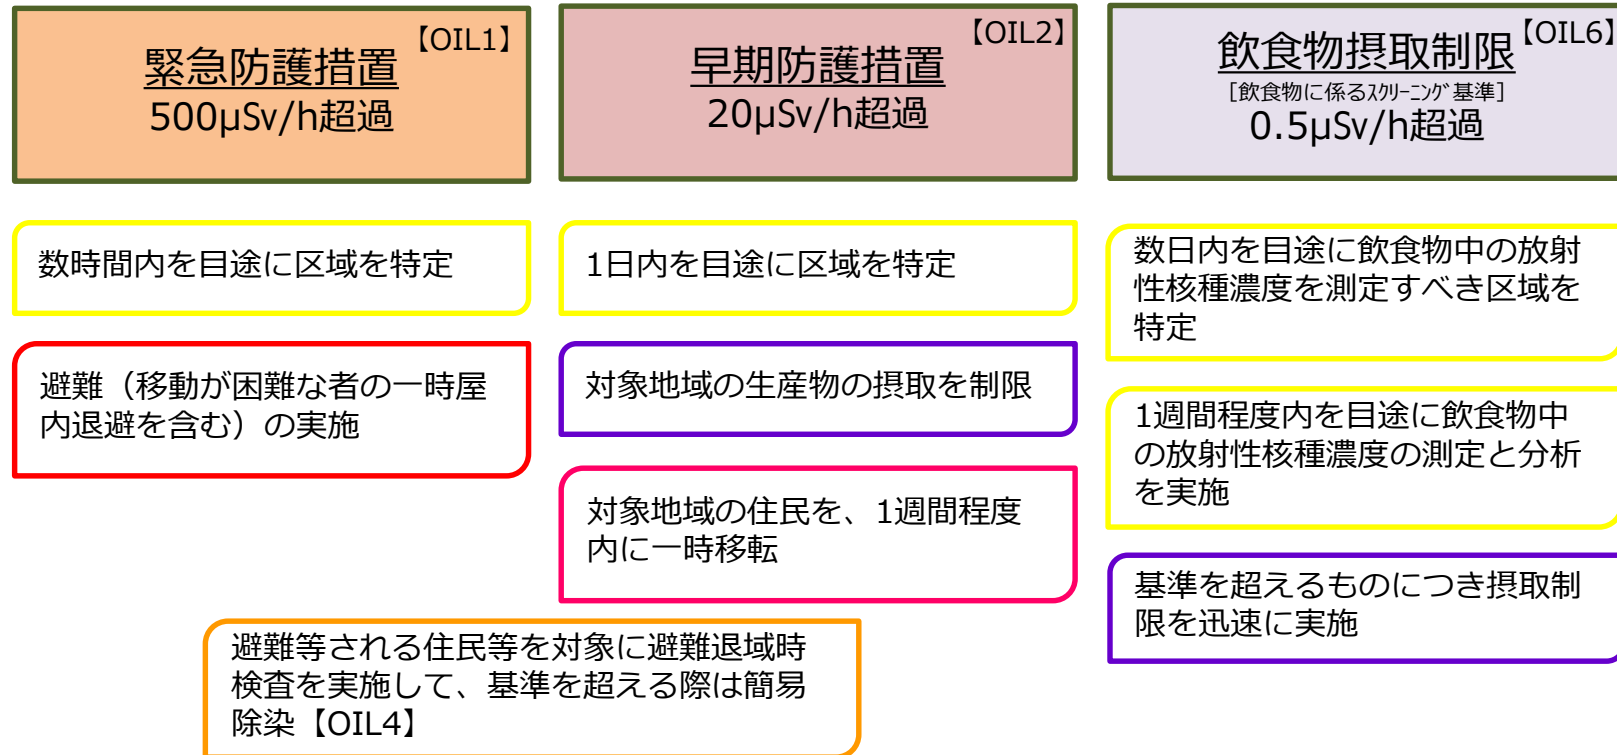 【OIL1】
緊急防護措置
500μSv/h超過
数時間内を目途に区域を特定
避難（移動が困難な者の一時屋
内退避を含む）の実施
【OIL2】
早期防護措置
20μSv/h超過
1日内を目途に区域を特定
対象地域の生産物の摂取を制限
対象地域の住民を、1週間程度
内に一時移転
避難等される住民等を対象に避難退域時
検査を実施して、基準を超える際は簡易
除染【OIL4】
【OIL6】
飲食物摂取制限
[飲食物に係るｽｸﾘｰﾆﾝｸﾞ基準]
0.5μSv/h超過
数日内を目途に飲食物中の放射
性核種濃度を測定すべき区域を
特定
1週間程度内を目途に飲食物中
の放射性核種濃度の測定と分析
を実施
基準を超えるものにつき摂取制
限を迅速に実施